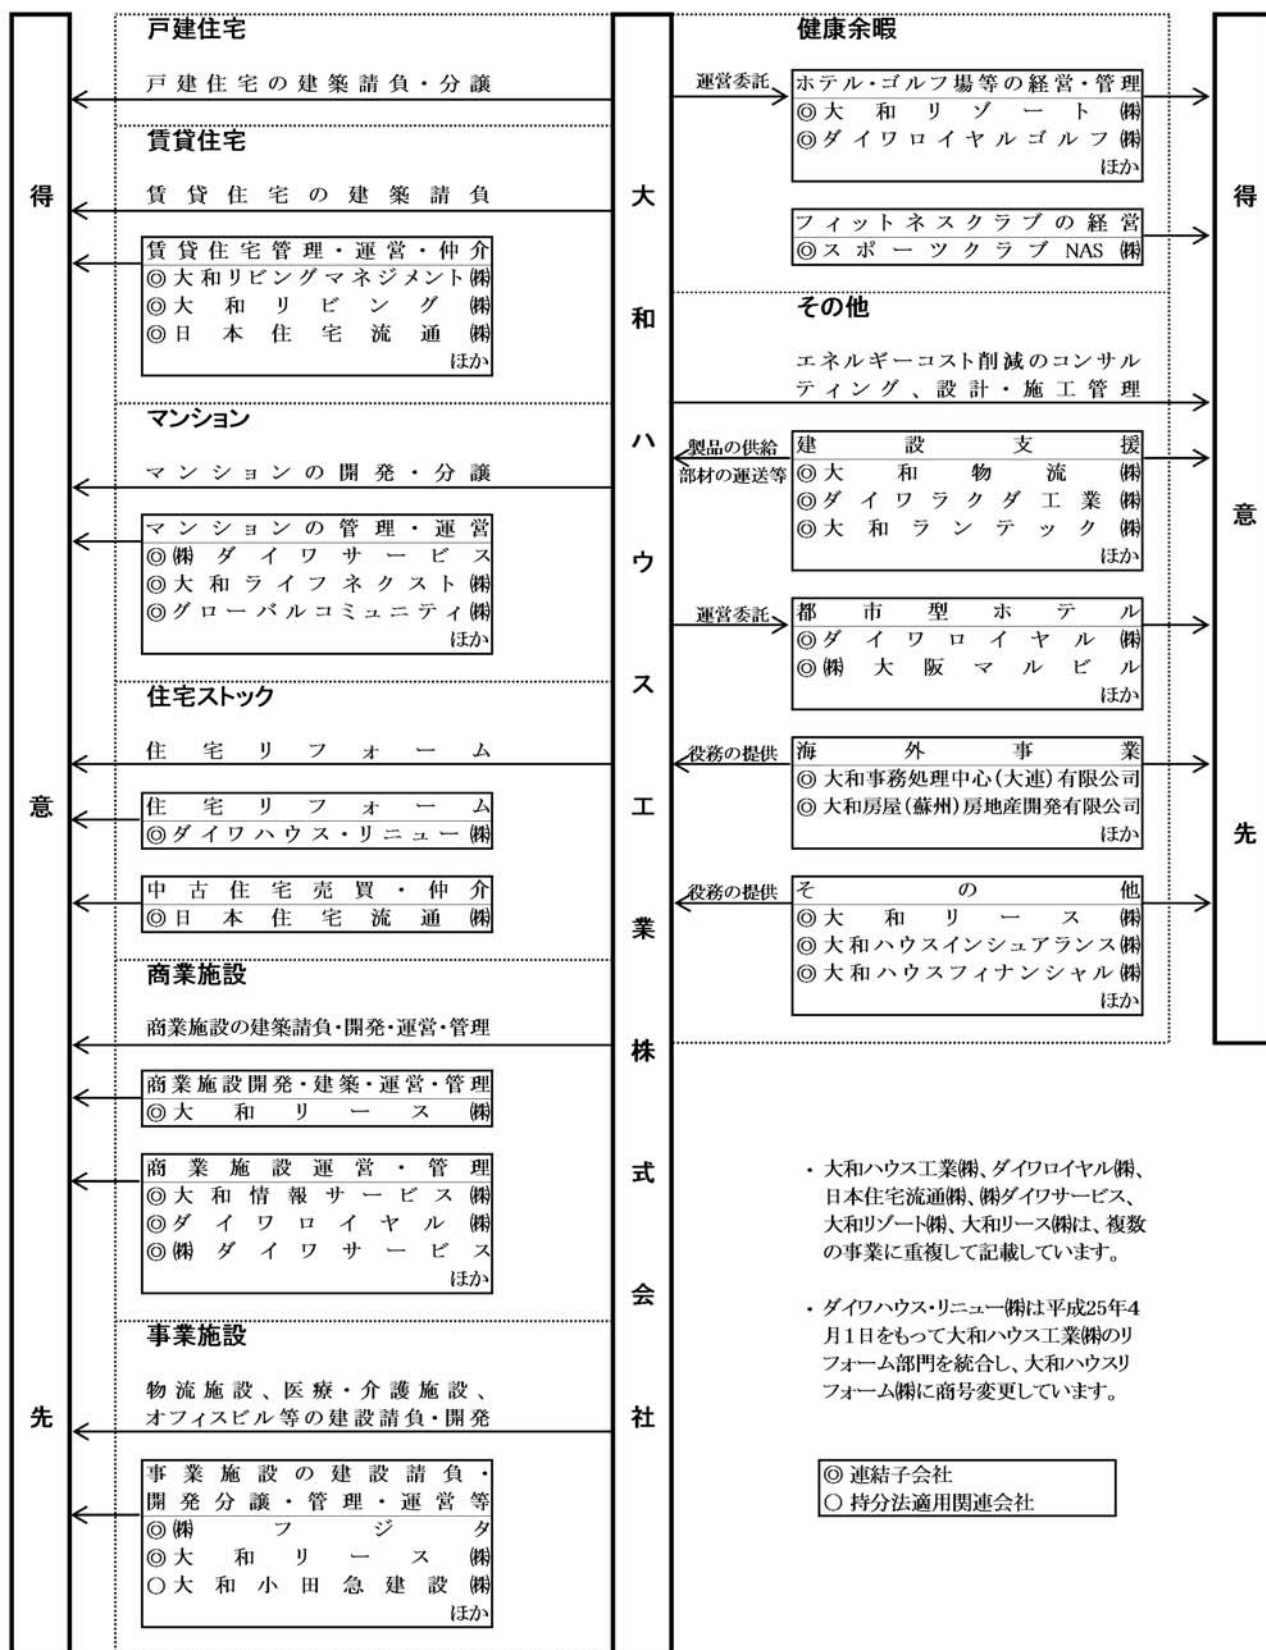 得意先
戸建住宅
戸建住宅の建築請負・分譲
賃貸住宅
賃貸住宅の建築請負
賃貸住宅管理・運営・仲介
◎大和リビングマネジメント㈱
◎大和リビング㈱
◎日本住宅流通㈱
ほか
マンション
マンションの開発・分譲
マンションの管理・運営
◎㈱ダイワサービス
◎大和ライフネクスト㈱
◎グローバルコミュニティ㈱
ほか
住宅ストック
住宅リフォーム
住宅リフォーム
◎ダイワハウス・リニュー㈱
中古住宅売買・仲介
◎日本住宅流通㈱
商業施設
商業施設の建築請負・開発・運営・管理
商業施設開発・建築・運営・管理
◎大和リース㈱
商業施設運営・管理
◎大和情報サービス㈱
◎ダイワロイヤル㈱
◎㈱ダイワサービス
ほか
事業施設
物流施設、医療・介護施設、
オフィスビル等の建設請負・開発
事業施設の建設請負・
開発分譲・管理・運営等
◎㈱フジタ
◎大和リース㈱
○大和小田急建設㈱
ほか
大和ハウス工業株式会社
健康余暇
運営委託
ホテル・ゴルフ場等の経営・管理
◎大和リゾート㈱
◎ダイワロイヤルゴルフ㈱
ほか
フィットネスクラブの経営
◎スポーツクラブNAS㈱
その他
エネルギーコスト削減のコンサル
ティング、設計・施工管理
製品の供給
部材の運送等
建設支援
◎大和物流㈱
◎ダイワラクダ工業㈱
◎大和ランテック㈱
ほか
運営委託
都市型ホテル
◎ダイワロイヤル㈱
◎㈱大阪マルビル
ほか
役務の提供
海外事業
◎大和事務処理中心(大連)有限公司
◎大和房屋(蘇州)房地産開発有限公司
ほか
役務の提供
その他
◎大和リース㈱
◎大和ハウスインシュアランス㈱
◎大和ハウスフィナンシャル㈱
ほか
得意先
・大和ハウス工業㈱、ダイワロイヤル㈱、
日本住宅流通㈱、㈱ダイワサービス、
大和リゾート㈱、大和リース㈱は、複数
の事業に重複して記載しています。
・ダイワハウス・リニュー㈱は平成25年4
月1日をもって大和ハウス工業㈱のリ
フォーム部門を統合し、大和ハウスリ
フォーム㈱に商号変更しています。
◎連結子会社
○持分法適用関連会社